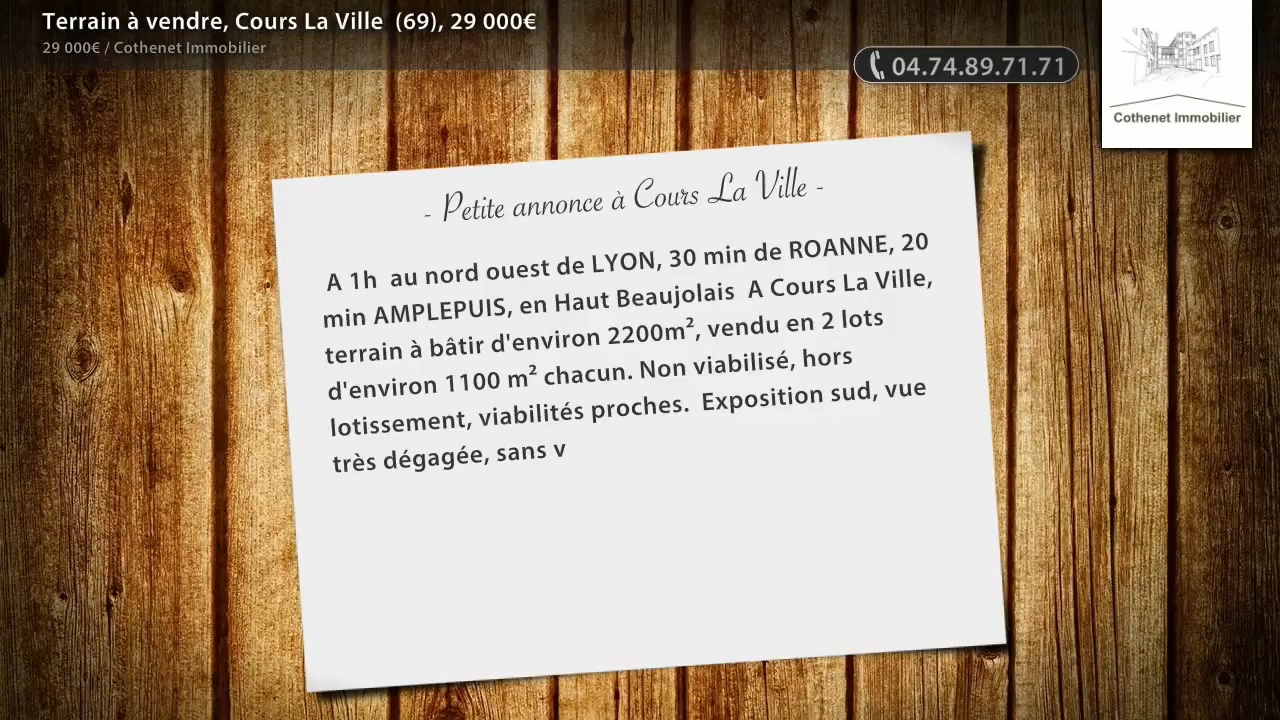 Terrain à vendre, Cours La Ville (69), 29 000€
29 000€ / Cothenet Immobilier
04.74.89.71.71
Cothenet Immobilier
- Petite annonce à Cours La Ville -
A 1h au nord ouest de LYON, 30 min de ROANNE, 20
min AMPLEPUIS, en Haut Beaujolais A Cours La Ville,
terrain à bâtir d'environ 2200m², vendu en 2 lots
d'environ 1100 m² chacun. Non viabilisé, hors
lotissement, viabilités proches. Exposition sud, vue
très dégagée, sans v